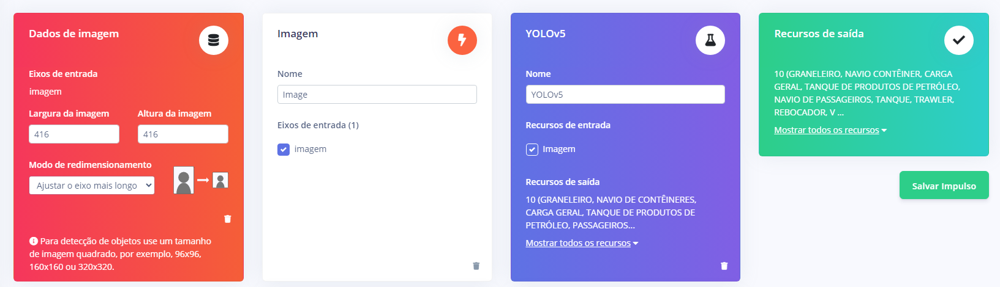 Dados de imagem
Eixos de entrada
imagem
Largura da imagem
Altura da imagem
416
416
Modo de redimensionamento
Ajustar o eixo mais longo
Para detecção de objetos use um tamanho
de imagem quadrado, por exemplo, 96x96,
160x160 ou 320x320.
Imagem
Nome
Image
Eixos de entrada (1)
imagem
YOLOv5
Nome
YOLOv5
Recursos de entrada
Imagem
Recursos de saída
10 (GRANELEIRO, NAVIO DE CONTÊINERES,
CARGA GERAL, TANQUE DE PRODUTOS DE
PETRÓLEO, PASSAGEIROS...
Mostrar todos os recursos
Recursos de saída
10 (GRANELEIRO, NAVIO CONTÊINER, CARGA
GERAL, TANQUE DE PRODUTOS DE PETRÓLEO,
NAVIO DE PASSAGEIROS, TANQUE, TRAWLER,
REBOCADOR, V ...
Mostrar todos os recursos
Salvar Impulso